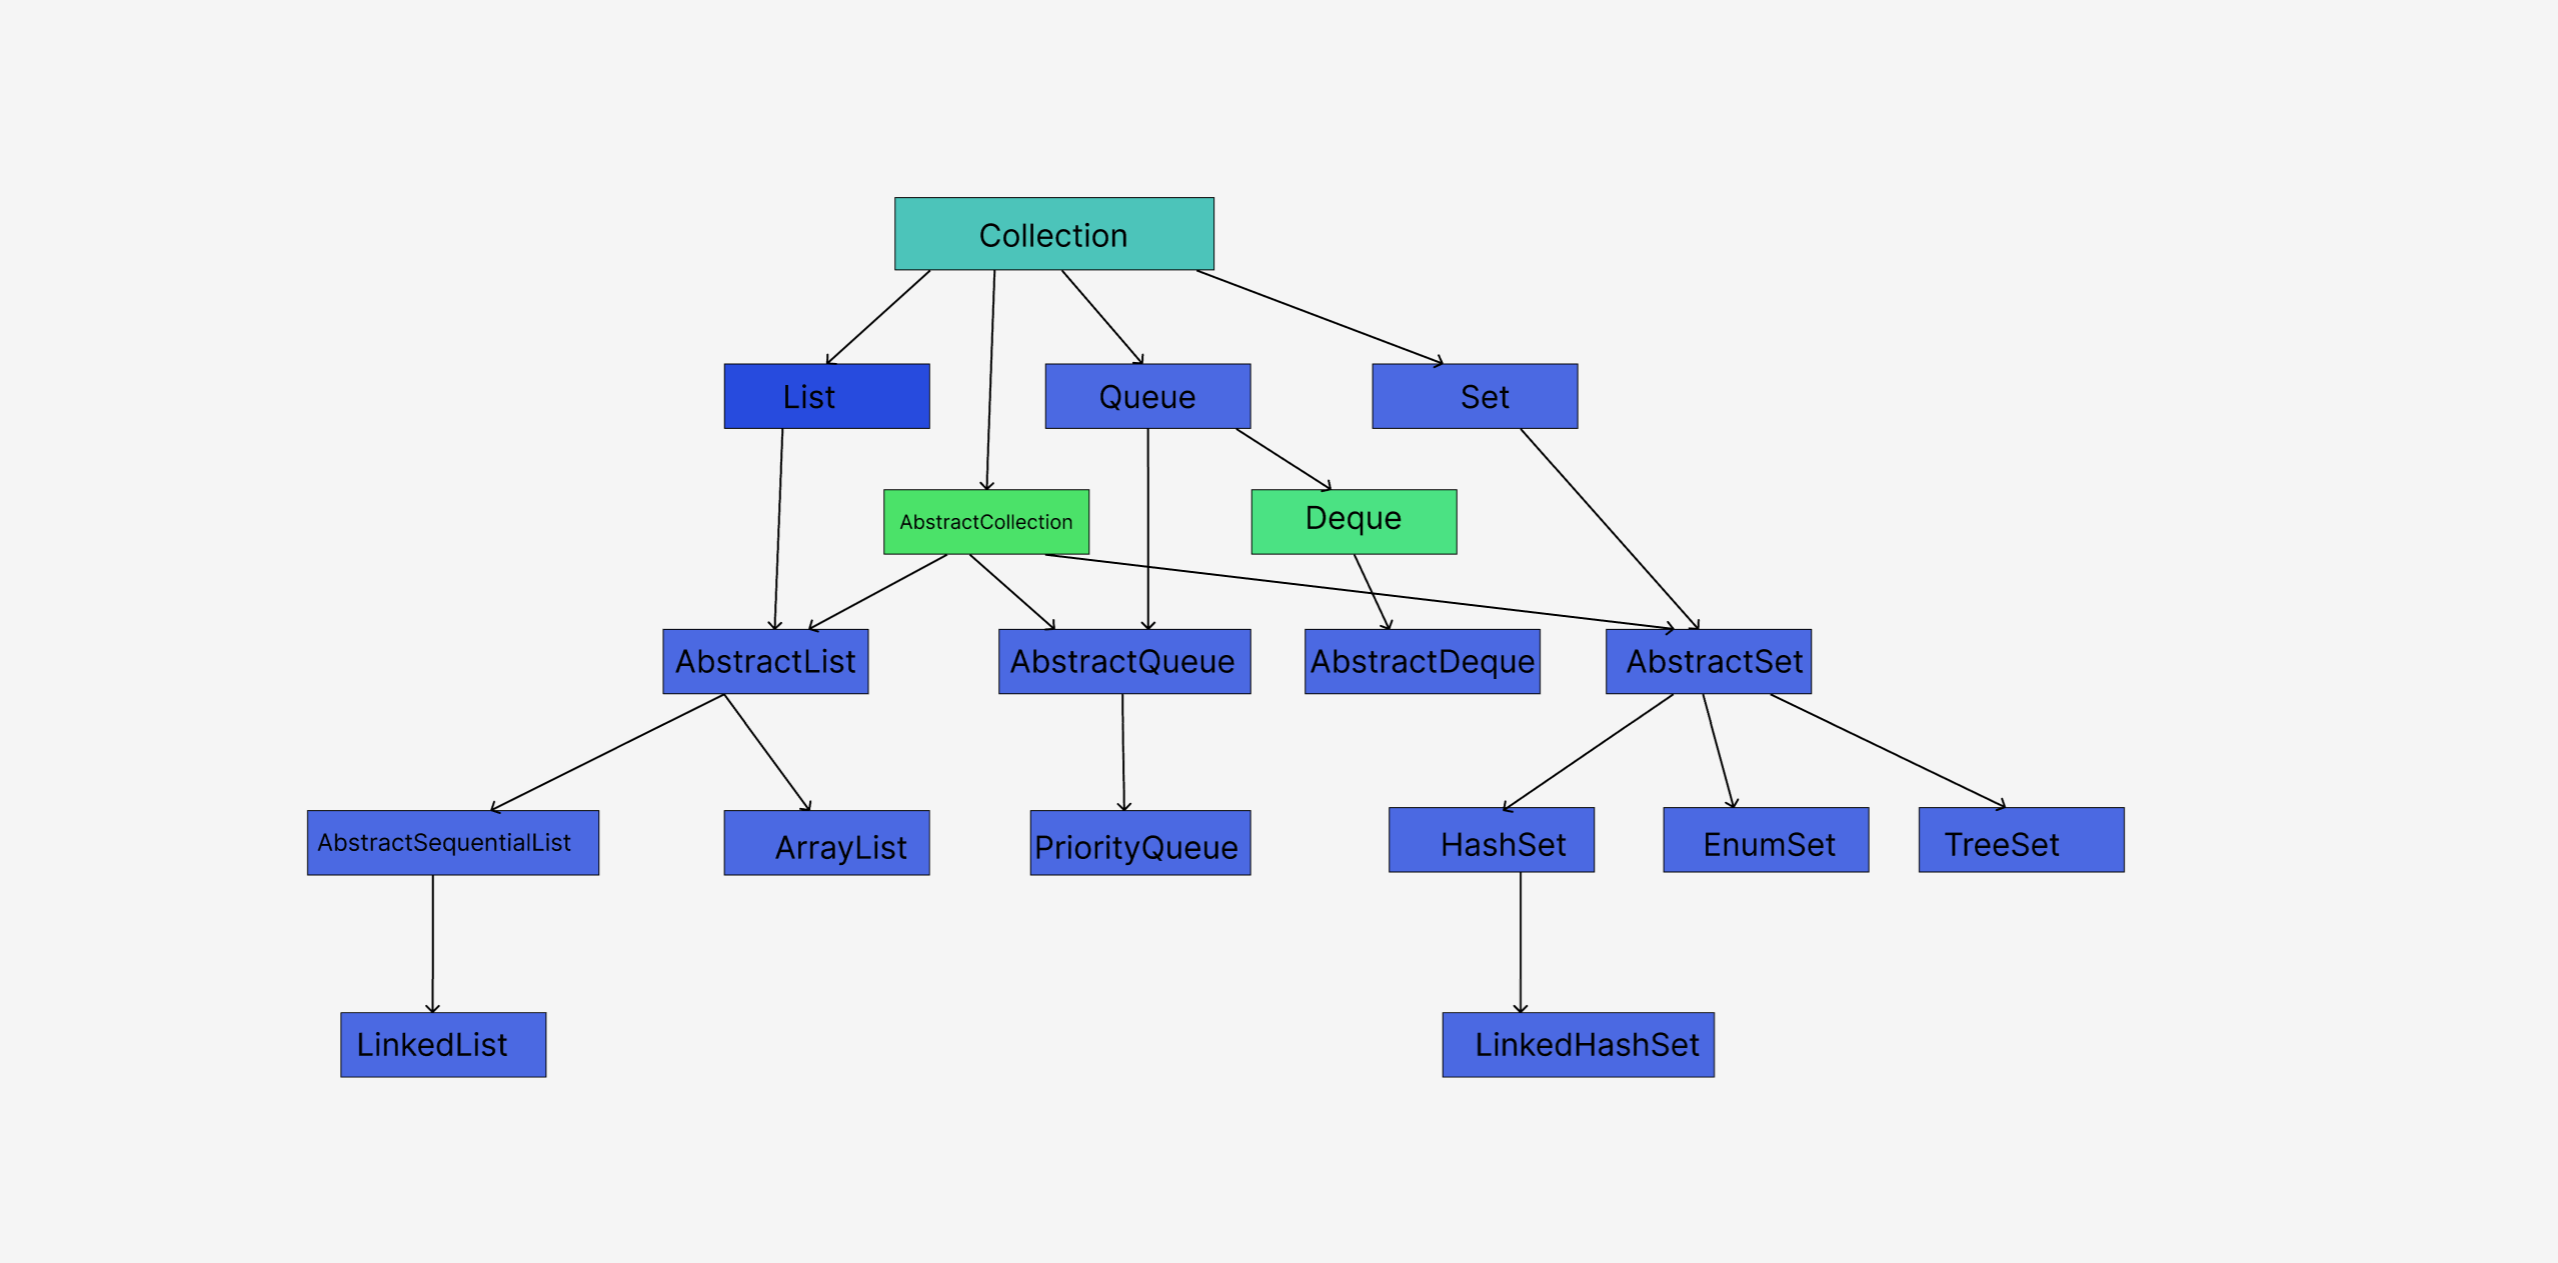 Collection
List
Queue
Set
AbstractCollection
Deque
AbstractList
AbstractQueue
AbstractDeque
AbstractSet
AbstractSequentialList
ArrayList
PriorityQueue
HashSet
EnumSet
TreeSet
LinkedList
LinkedHashSet